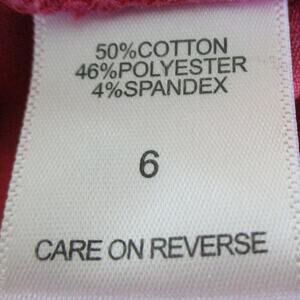 50%COTTON
46%POLYESTER
4%SPANDEX
6
CARE ON REVERSE